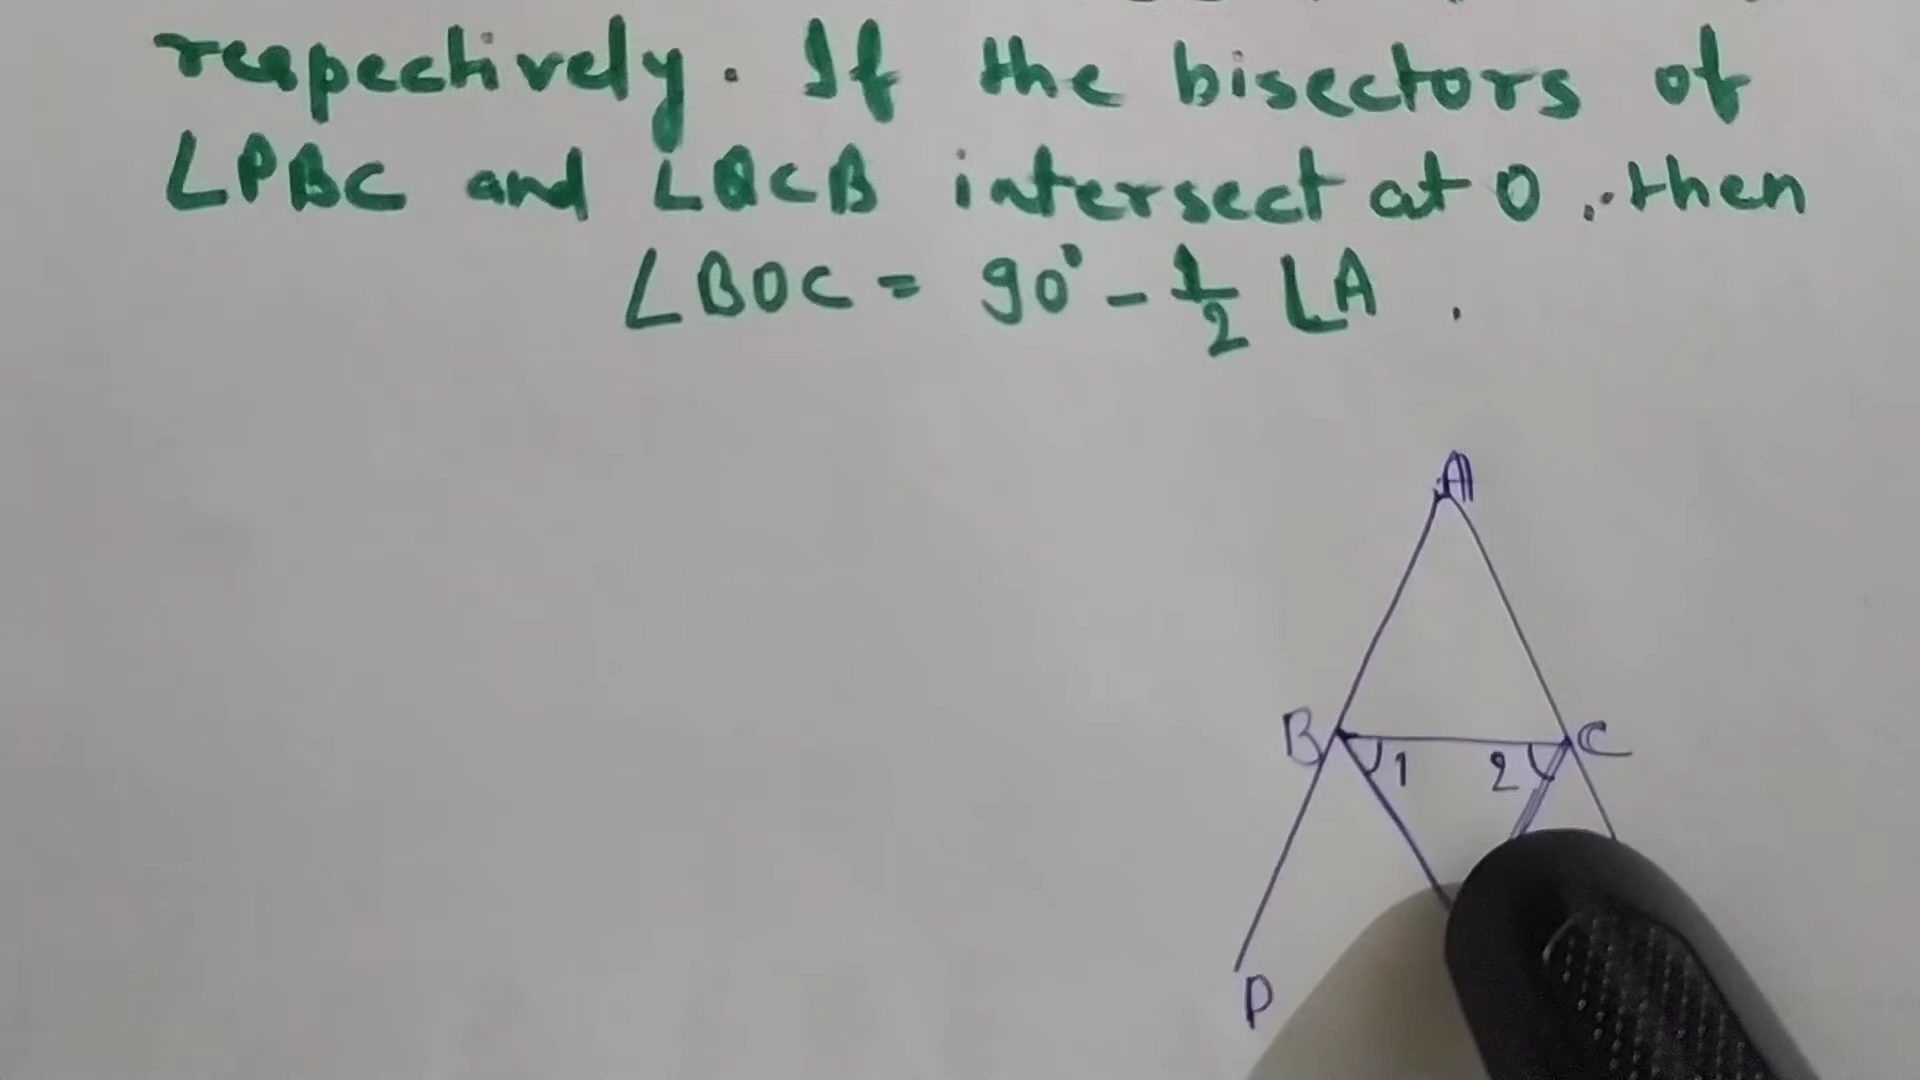 respectively. If the bisectors of
∠PBC and ∠QCB intersect at O. then
∠BOC = 90° - 1/2 ∠A .
A
B
C
1
2
P